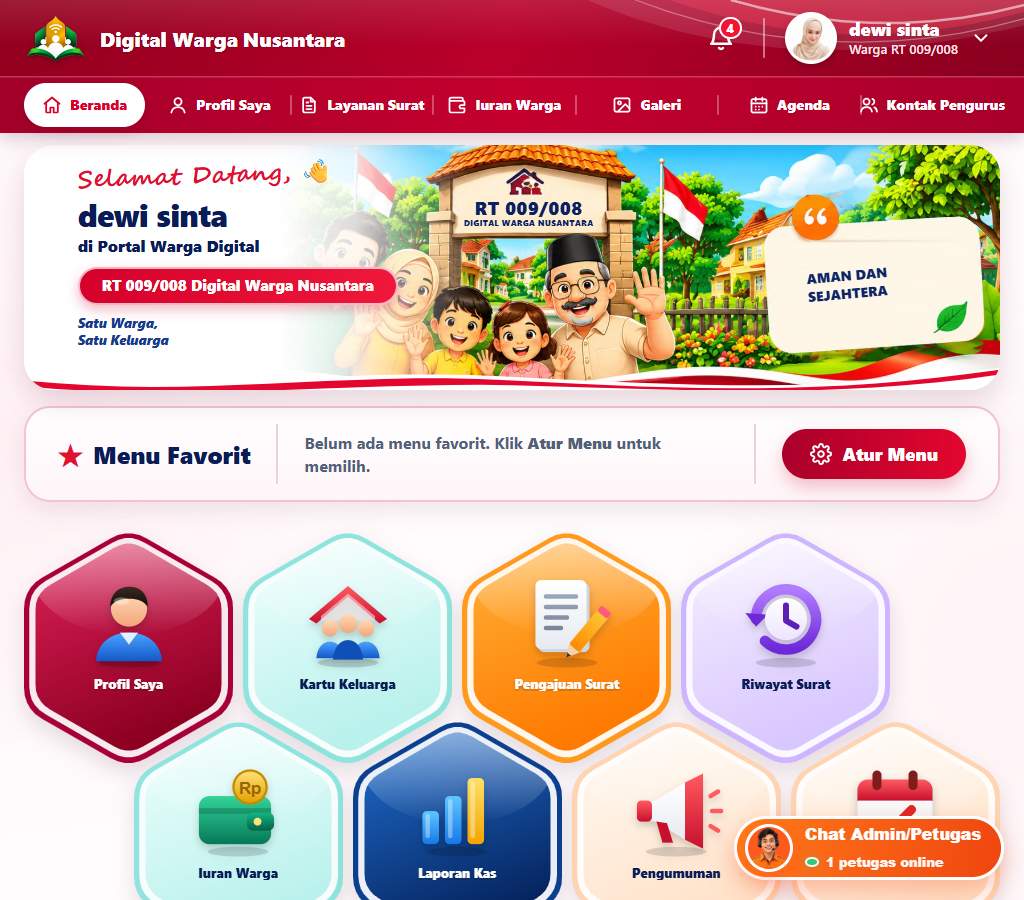 Digital Warga Nusantara
4
dewi sinta
Warga RT 009/008
Beranda
Profil Saya
Layanan Surat
Iuran Warga
Galeri
Agenda
Kontak Pengurus
Selamat Datang,
dewi sinta
di Portal Warga Digital
RT 009/008 Digital Warga Nusantara
Satu Warga,
Satu Keluarga
RT 009/008
DIGITAL WARGA NUSANTARA
AMAN DAN
SEJAHTERA
Menu Favorit
Belum ada menu favorit. Klik Atur Menu untuk
memilih.
Atur Menu
Profil Saya
Kartu Keluarga
Pengajuan Surat
Riwayat Surat
Rp
Iuran Warga
Laporan Kas
Pengumuman
Chat Admin/Petugas
1 petugas online